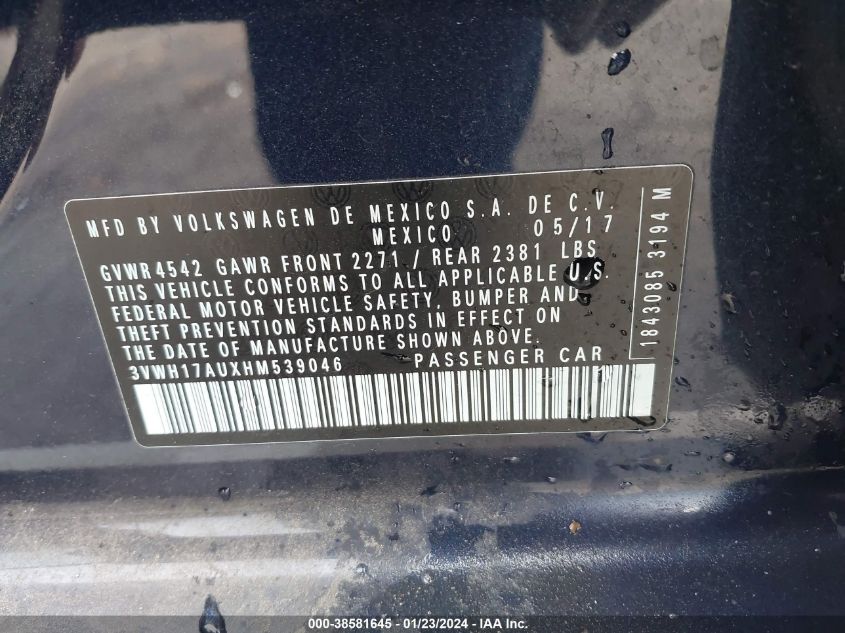 MFD BY VOLKSWAGEN DE MEXICO S.A. DE C.V.
MEXICO 05/17
GVWR4542 GAWR FRONT 2271 / REAR 2381 LBS
THIS VEHICLE CONFORMS TO ALL APPLICABLE U.S.
FEDERAL MOTOR VEHICLE SAFETY, BUMPER AND
THEFT PREVENTION STANDARDS IN EFFECT ON
THE DATE OF MANUFACTURE SHOWN ABOVE.
3VWH17AUXHM539046 PASSENGER CAR
1843085 3194 M
000-38581645 - 01/23/2024 - IAA Inc.